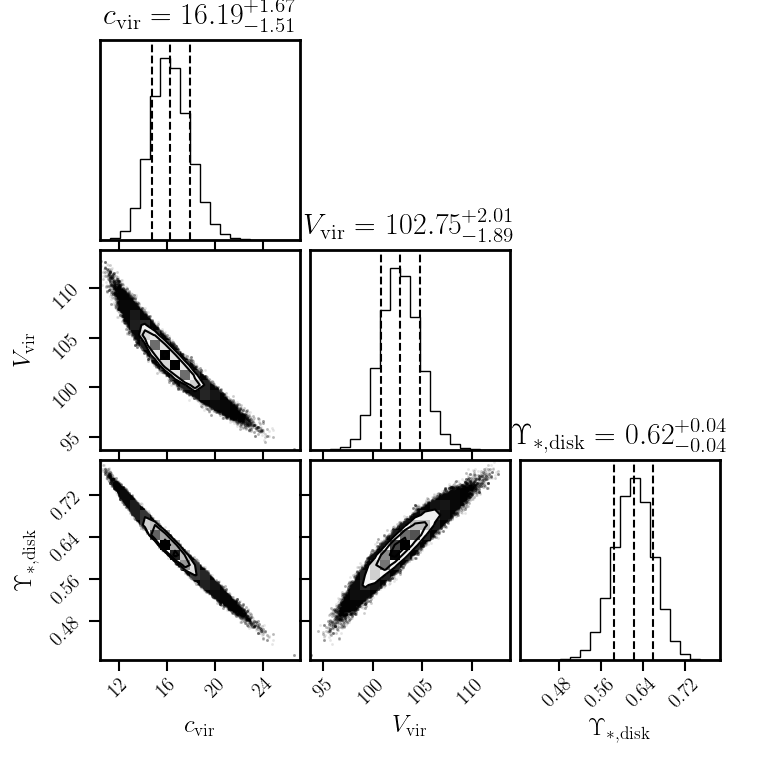 c_vir = 16.19^{+1.67}_{-1.51}
V_vir = 102.75^{+2.01}_{-1.89}
V_vir
110
105
100
95
ϒ_{*,disk} = 0.62^{+0.04}_{-0.04}
ϒ_{*,disk}
0.72
0.64
0.56
0.48
12 16 20 24 95 100 105 110 0.48 0.56 0.64 0.72
c_vir V_vir ϒ_{*,disk}